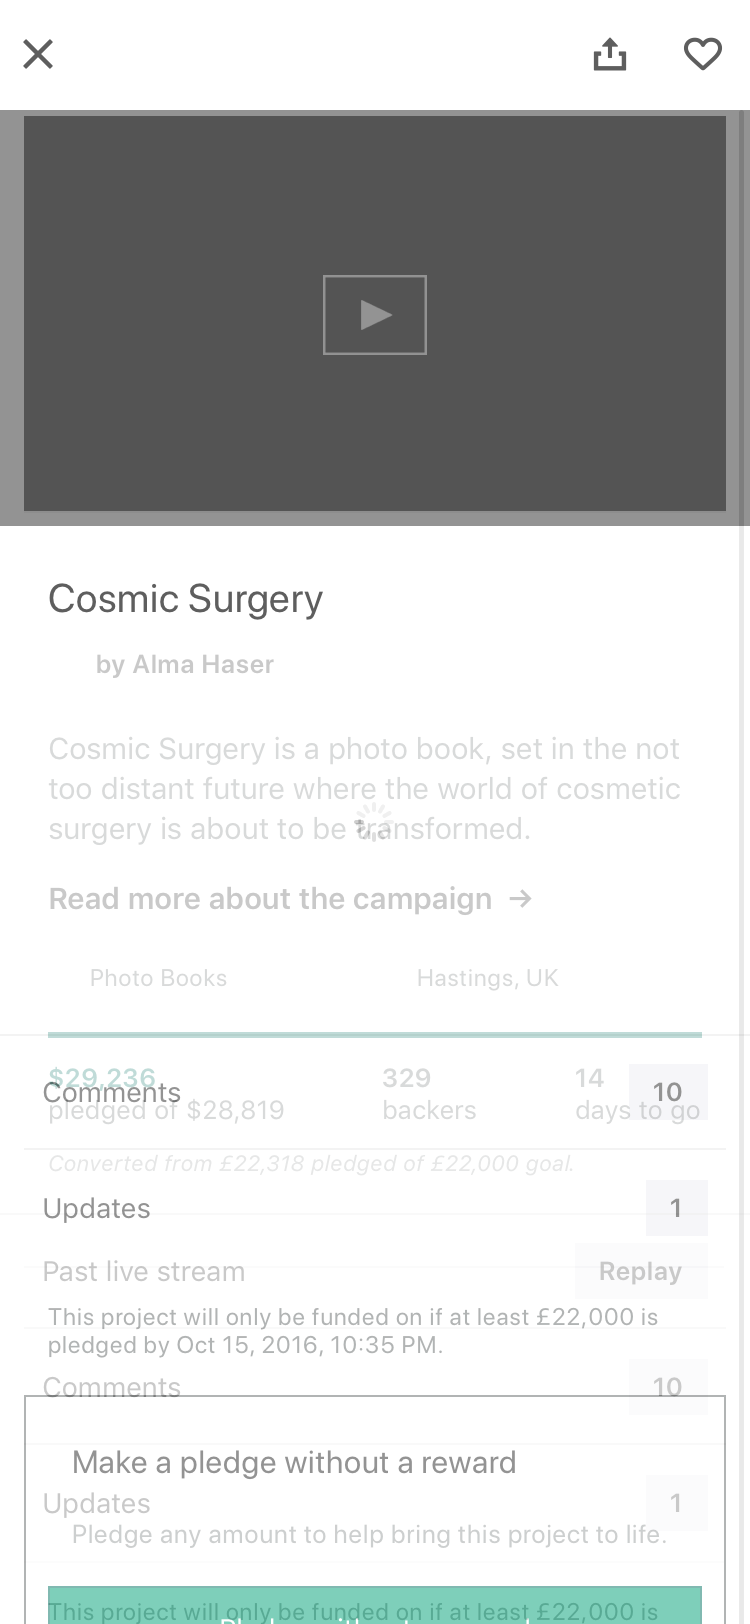 Cosmic Surgery
by Alma Haser
Cosmic Surgery is a photo book, set in the not
too distant future where the world of cosmetic
surgery is about to be transformed.
Read more about the campaign →
Photo Books Hastings, UK
$29,236 329 14
Comments 10
pledged of $28,819 backers days to go
Converted from £22,318 pledged of £22,000 goal.
Updates 1
Past live stream Replay
This project will only be funded on if at least £22,000 is
pledged by Oct 15, 2016, 10:35 PM.
Comments 10
Make a pledge without a reward
Updates 1
Pledge any amount to help bring this project to life.
This project will only be funded on if at least £22,000 is